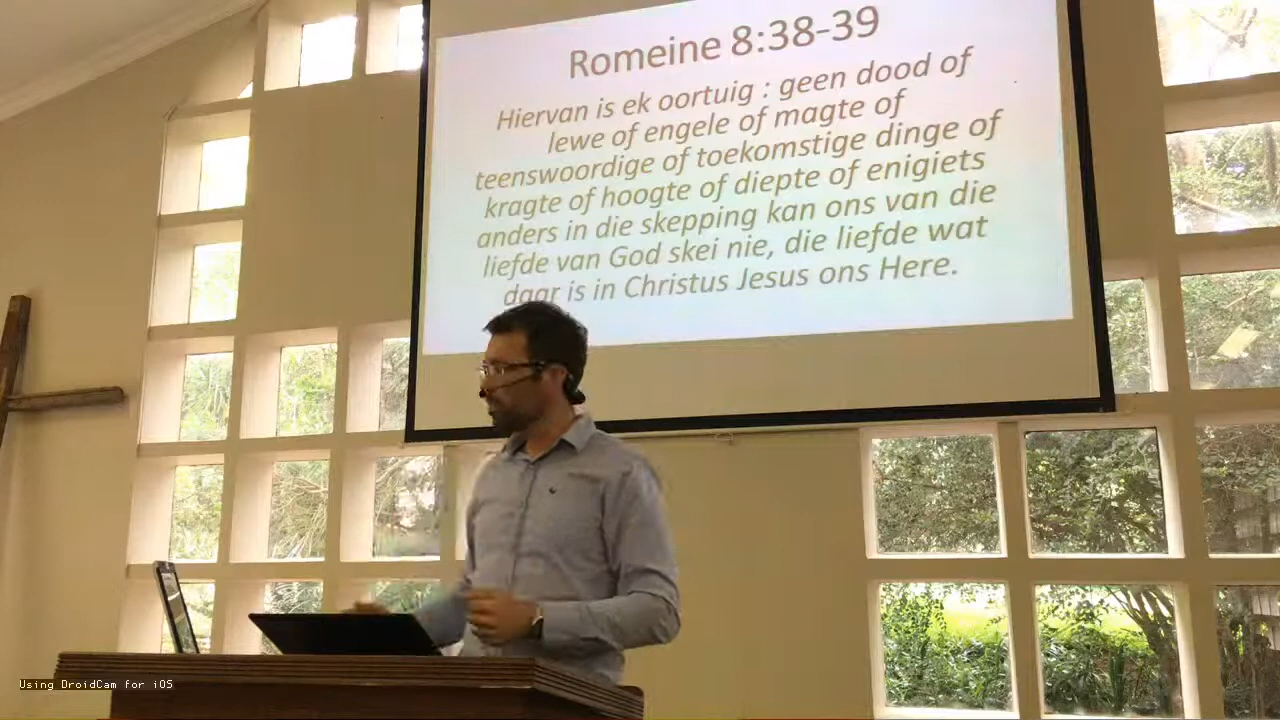 Romeine 8:38-39
Hiervan is ek oortuig : geen dood of
lewe of engele of magte of
teenswoordige of toekomstige dinge of
kragte of hoogte of diepte of enigiets
anders in die skepping kan ons van die
liefde van God skei nie, die liefde wat
daar is in Christus Jesus ons Here.
Using DroidCam for iOS